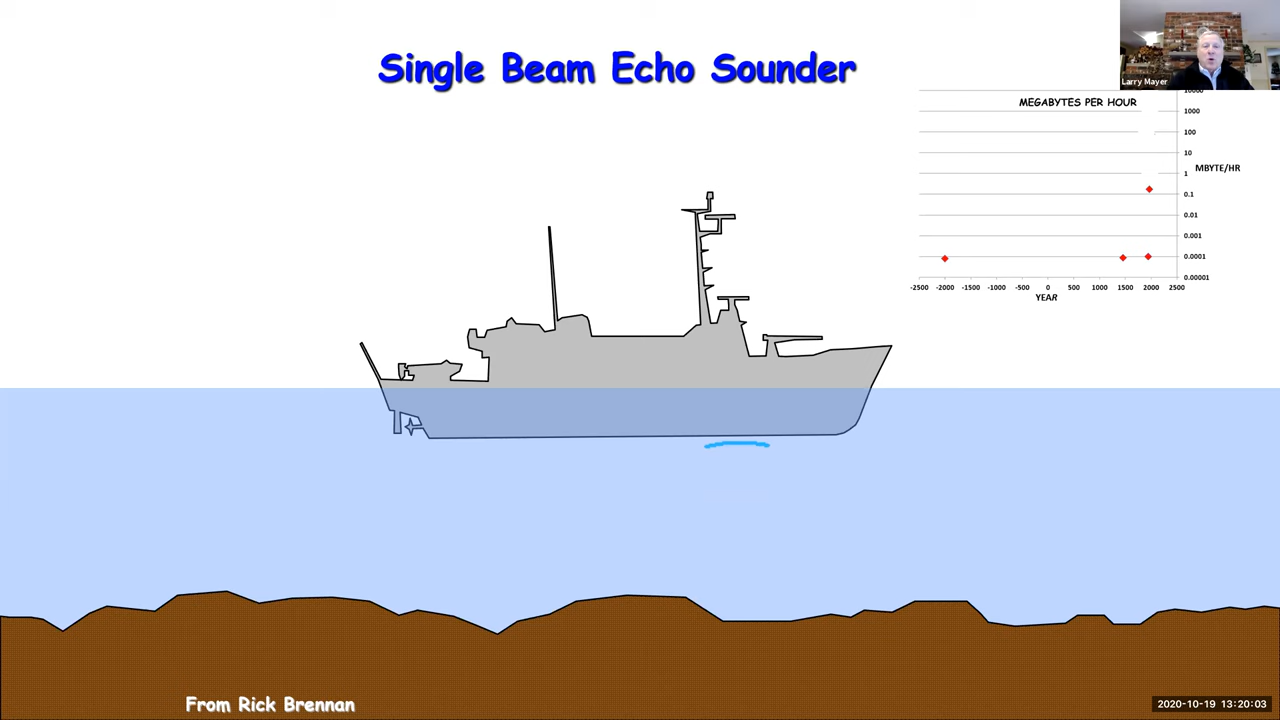 Single Beam Echo Sounder
Larry Mayer
MEGABYTES PER HOUR
10000
1000
100
10
1
MBYTE/HR
0.1
0.01
0.001
0.0001
0.00001
-2500 -2000 -1500 -1000 -500 0 500 1000 1500 2000 2500
YEAR
From Rick Brennan
2020-10-19 13:20:03